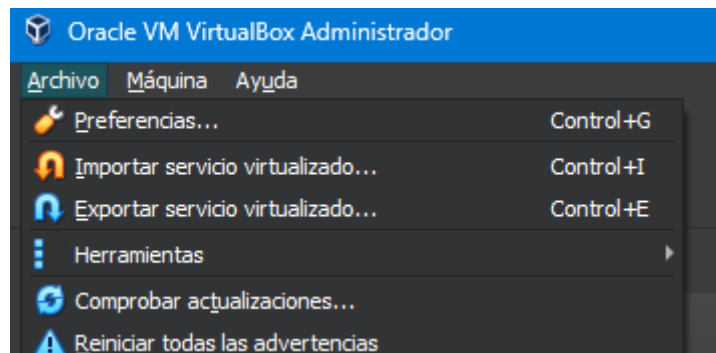 Oracle VM VirtualBox Administrador
Archivo Máquina Ayuda
Preferencias... Control+G
Importar servicio virtualizado... Control+I
Exportar servicio virtualizado... Control+E
Herramientas
Comprobar actualizaciones...
Reiniciar todas las advertencias